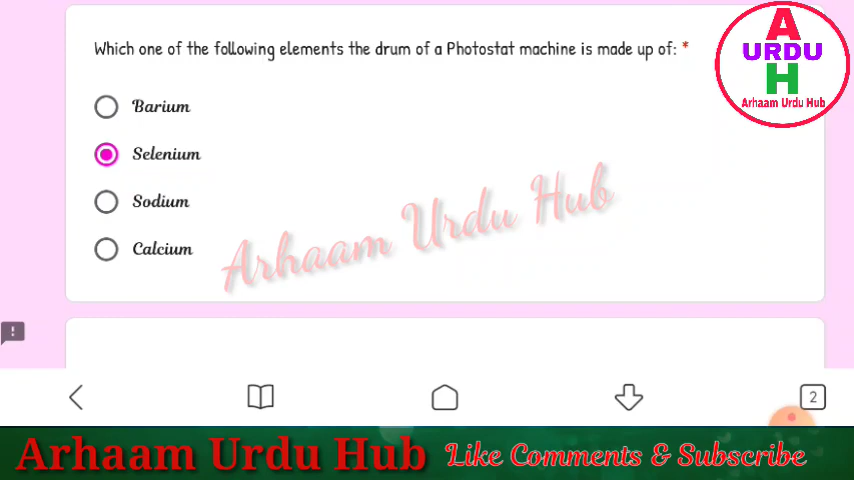 Which one of the following elements the drum of a Photostat machine is made up of: *
A
URDU
H
Arhaam Urdu Hub
Barium
Selenium
Sodium
Calcium
Arhaam Urdu Hub
!
2
Arhaam Urdu Hub Like Comments & Subscribe